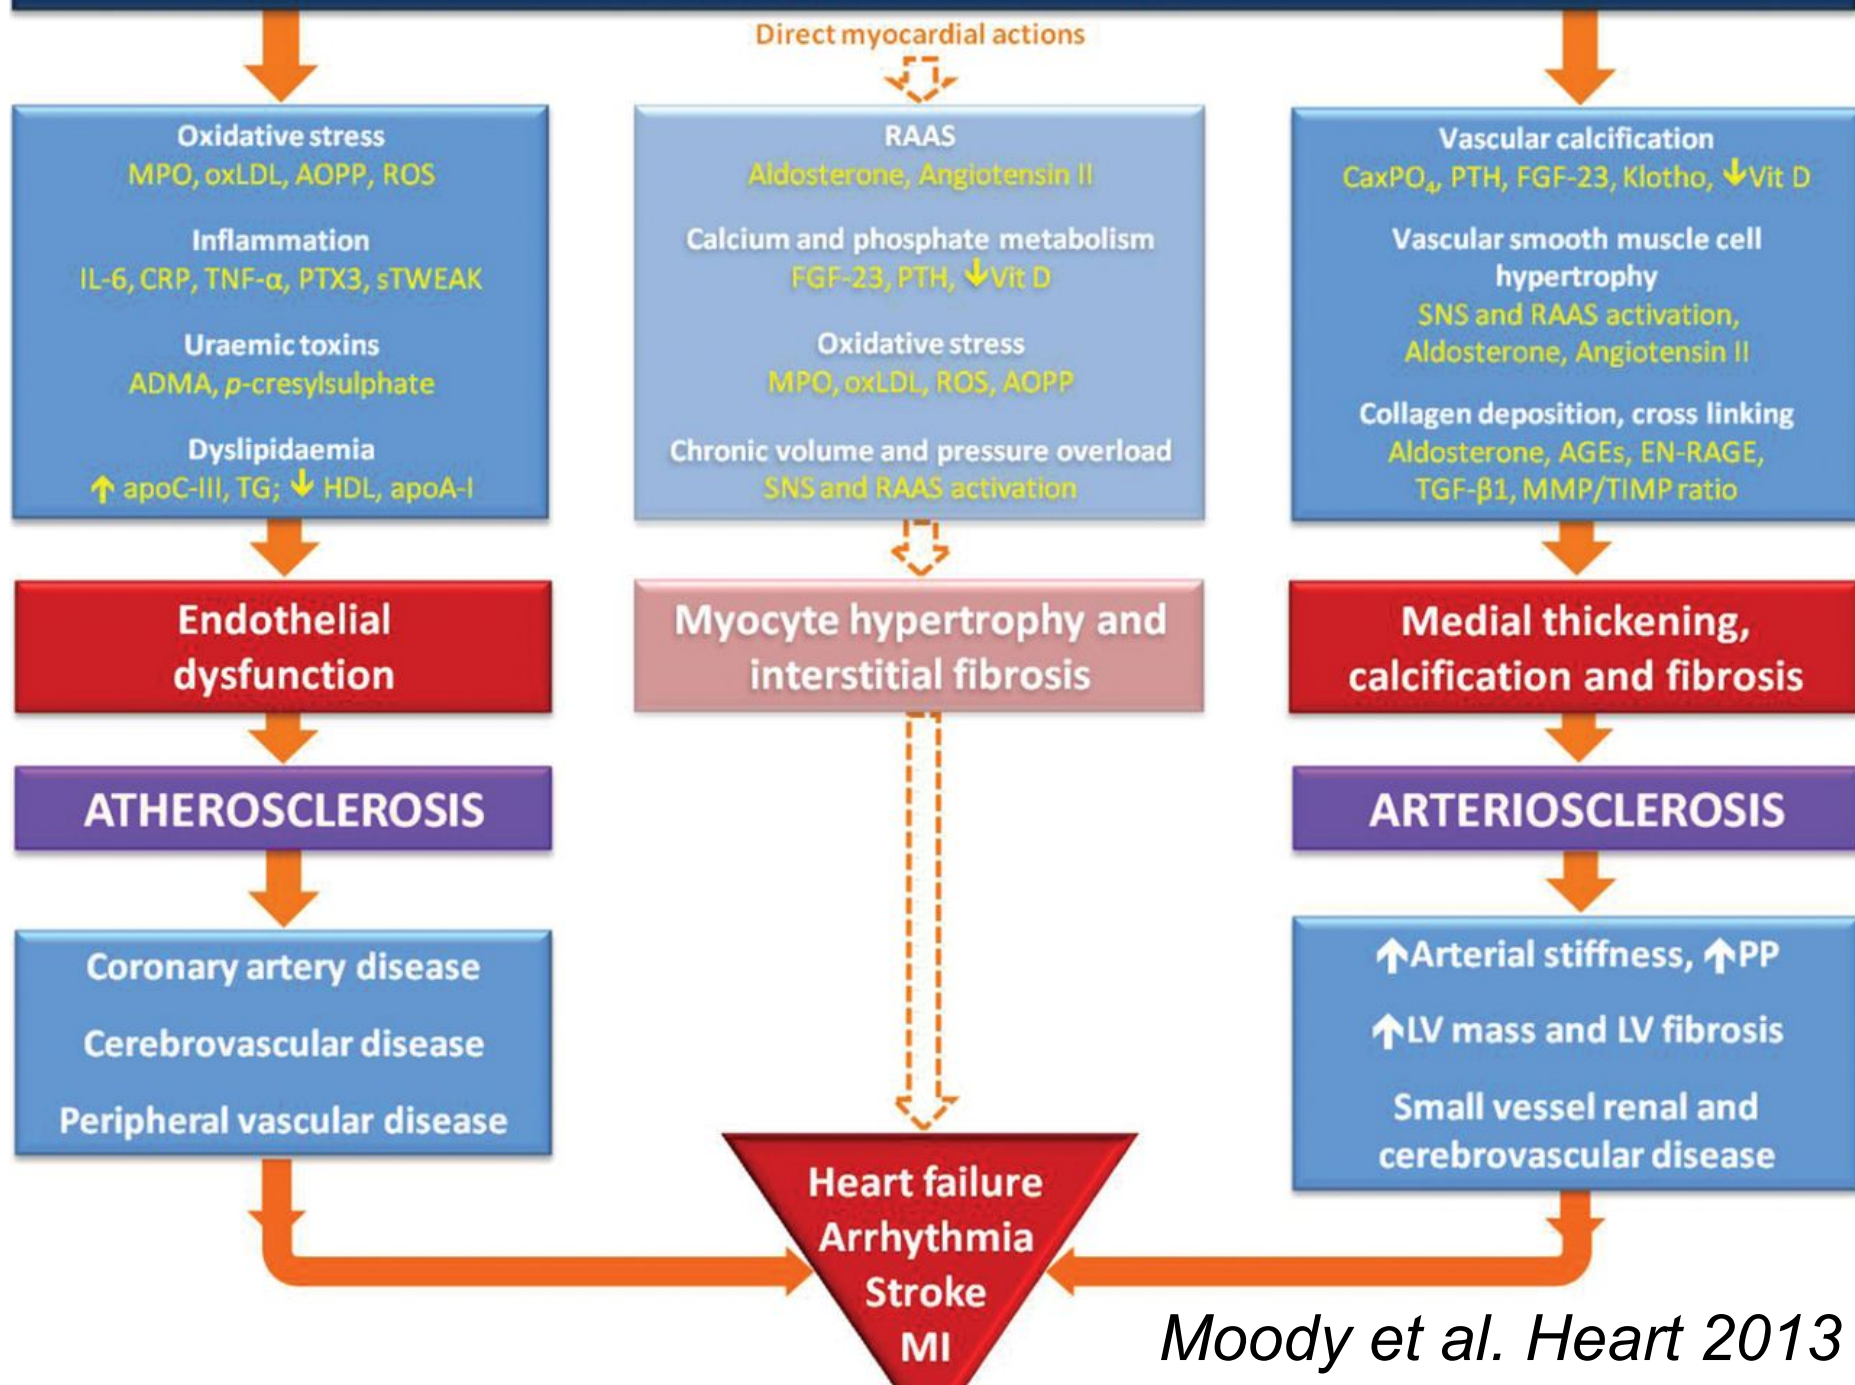 Direct myocardial actions
Oxidative stress
MPO, oxLDL, AOPP, ROS
Inflammation
IL-6, CRP, TNF-α, PTX3, sTWEAK
Uraemic toxins
ADMA, p-cresylsulphate
Dyslipidaemia
↑ apoC-III, TG; ↓ HDL, apoA-I
RAAS
Aldosterone, Angiotensin II
Calcium and phosphate metabolism
FGF-23, PTH, ↓Vit D
Oxidative stress
MPO, oxLDL, ROS, AOPP
Chronic volume and pressure overload
SNS and RAAS activation
Vascular calcification
CaxPO₄, PTH, FGF-23, Klotho, ↓Vit D
Vascular smooth muscle cell
hypertrophy
SNS and RAAS activation,
Aldosterone, Angiotensin II
Collagen deposition, cross linking
Aldosterone, AGEs, EN-RAGE,
TGF-β1, MMP/TIMP ratio
Endothelial
dysfunction
Myocyte hypertrophy and
interstitial fibrosis
Medial thickening,
calcification and fibrosis
ATHEROSCLEROSIS
ARTERIOSCLEROSIS
Coronary artery disease
Cerebrovascular disease
Peripheral vascular disease
↑Arterial stiffness, ↑PP
↑LV mass and LV fibrosis
Small vessel renal and
cerebrovascular disease
Heart failure
Arrhythmia
Stroke
MI
Moody et al. Heart 2013